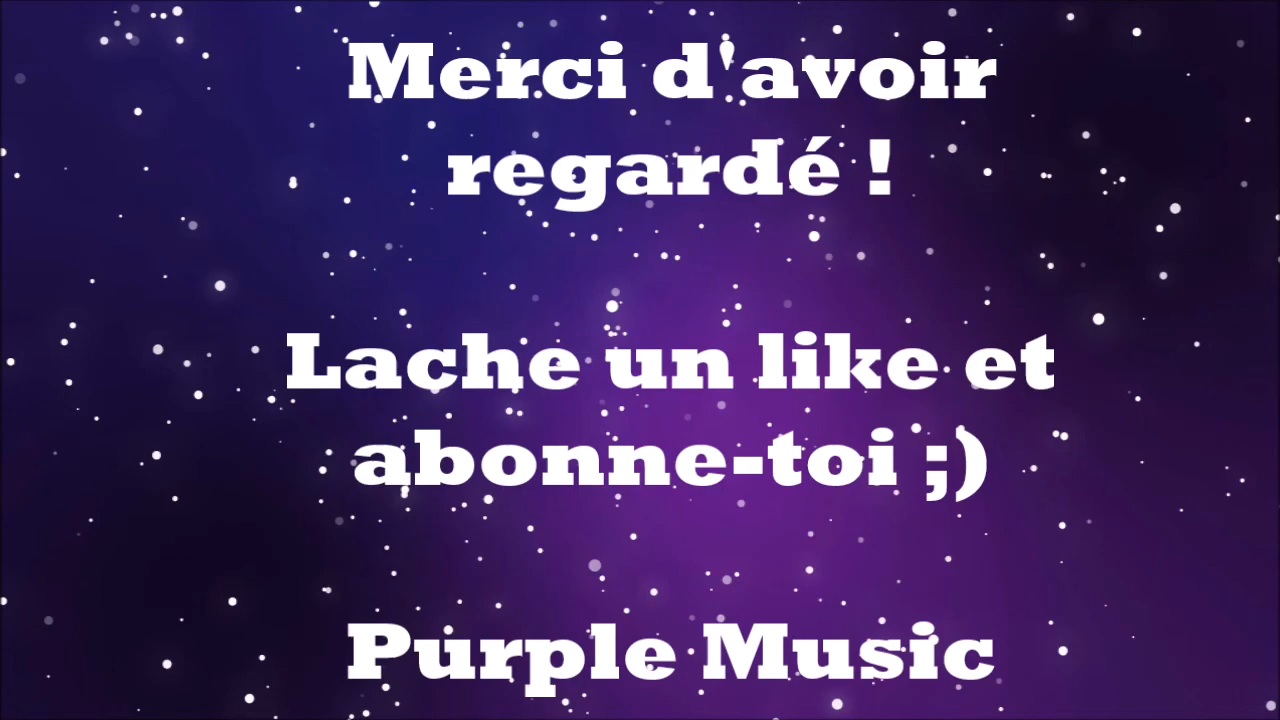 Merci d'avoir
regardé !
Lache un like et
abonne-toi ;)
Purple Music